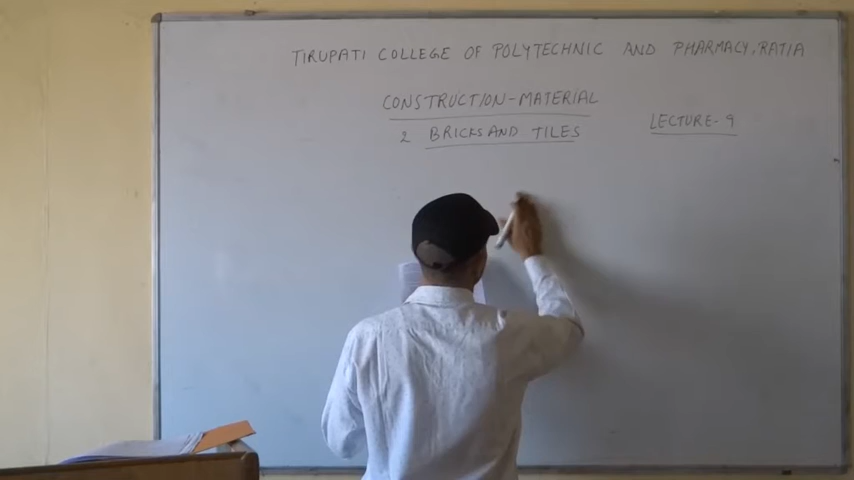 TIRUPATI COLLEGE OF POLYTECHNIC AND PHARMACY, RATIA
CONSTRUCTION-MATERIAL
2 BRICKS AND TILES
LECTURE- 9